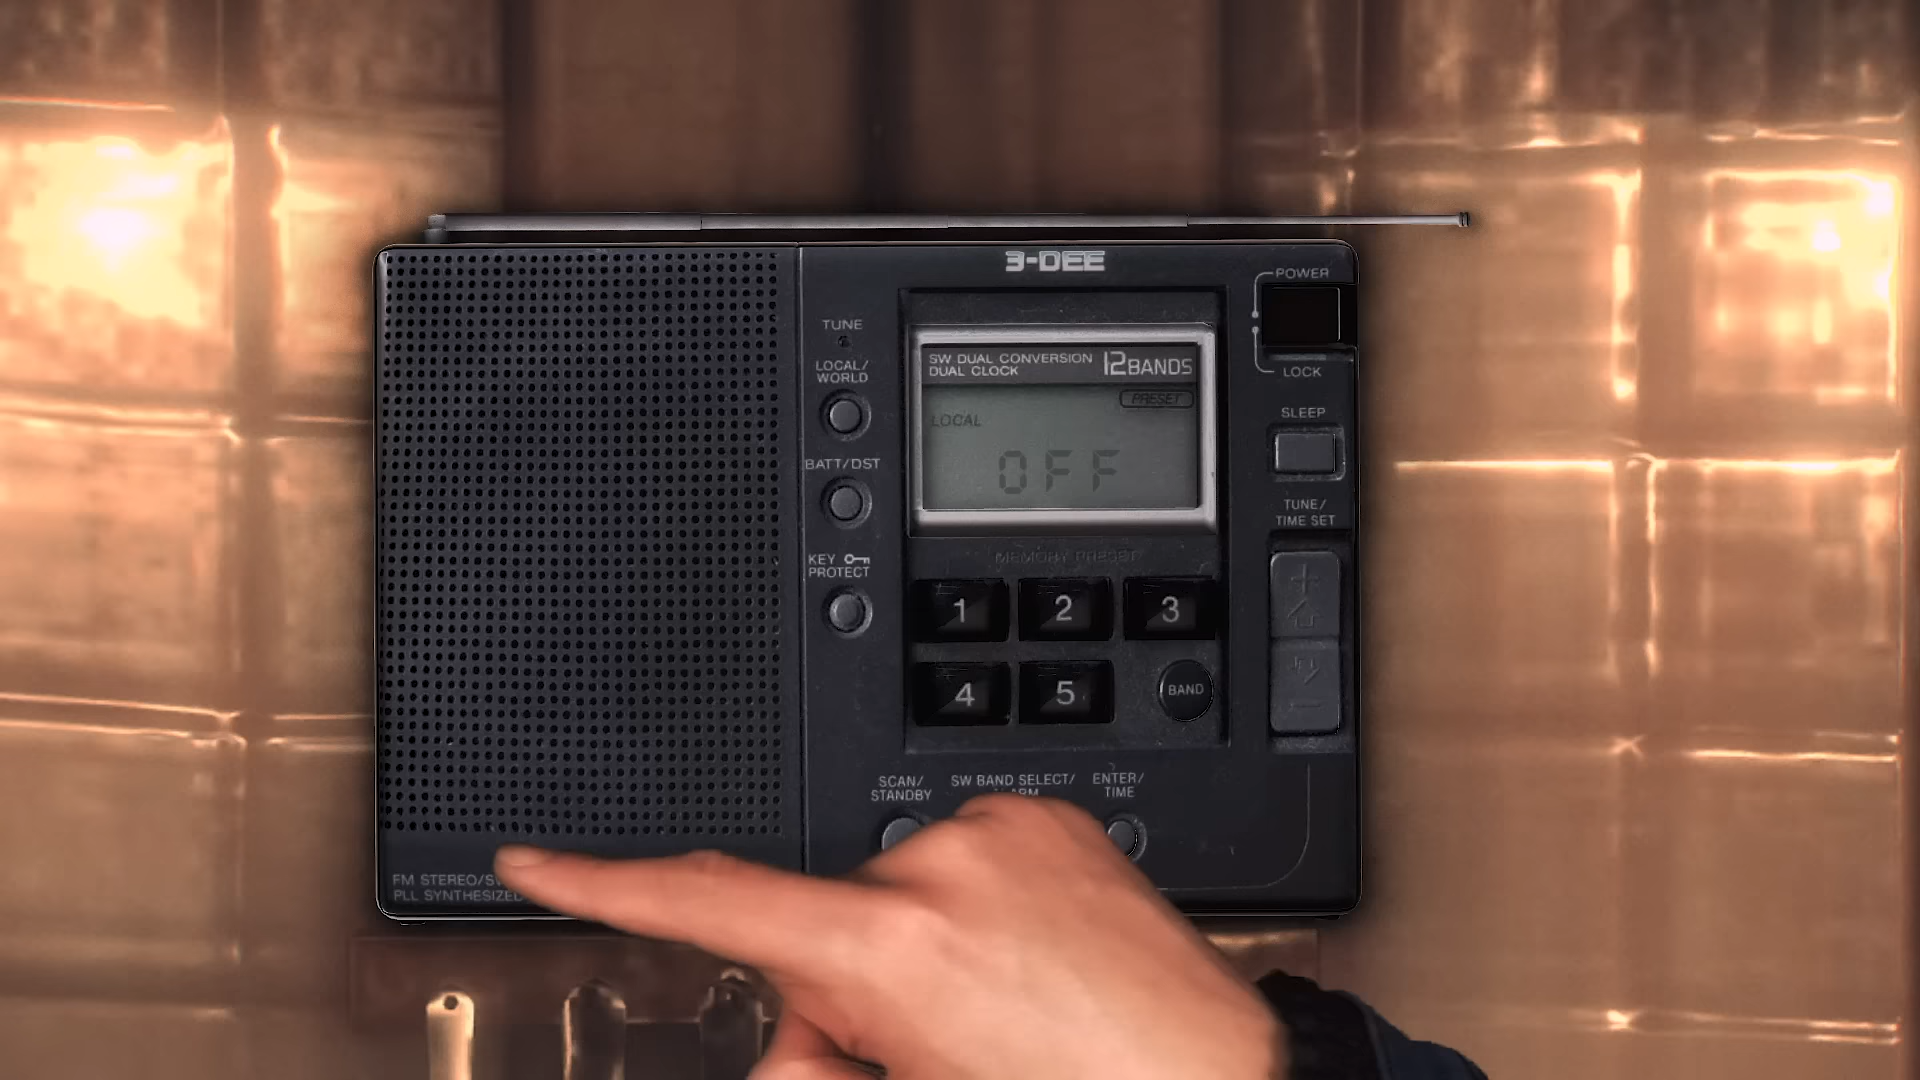 3-DEE
POWER
LOCK
TUNE
LOCAL/
WORLD
SW DUAL CONVERSION
DUAL CLOCK
12 BANDS
PRESET
LOCAL
OFF
BATT/DST
SLEEP
TUNE/
TIME SET
KEY
PROTECT
MEMORY PRESET
1 2 3
4 5 BAND
SCAN/
STANDBY
SW BAND SELECT/
ENTER/
TIME
FM STEREO/
PLL SYNTHESIZED